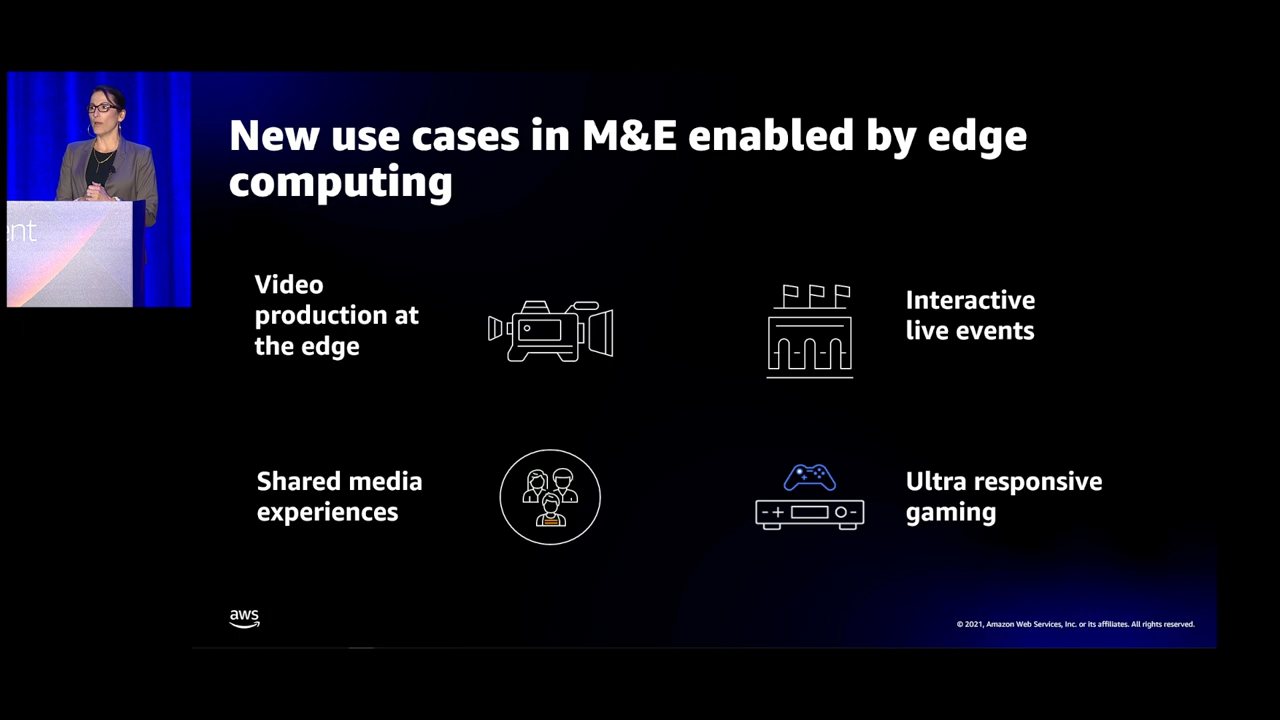 New use cases in M&E enabled by edge
computing
Video
production at
the edge
Interactive
live events
Shared media
experiences
Ultra responsive
gaming
aws
© 2021, Amazon Web Services, Inc. or its affiliates. All rights reserved.